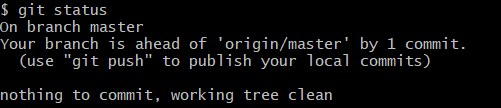 $ git status
On branch master
Your branch is ahead of 'origin/master' by 1 commit.
  (use "git push" to publish your local commits)

nothing to commit, working tree clean